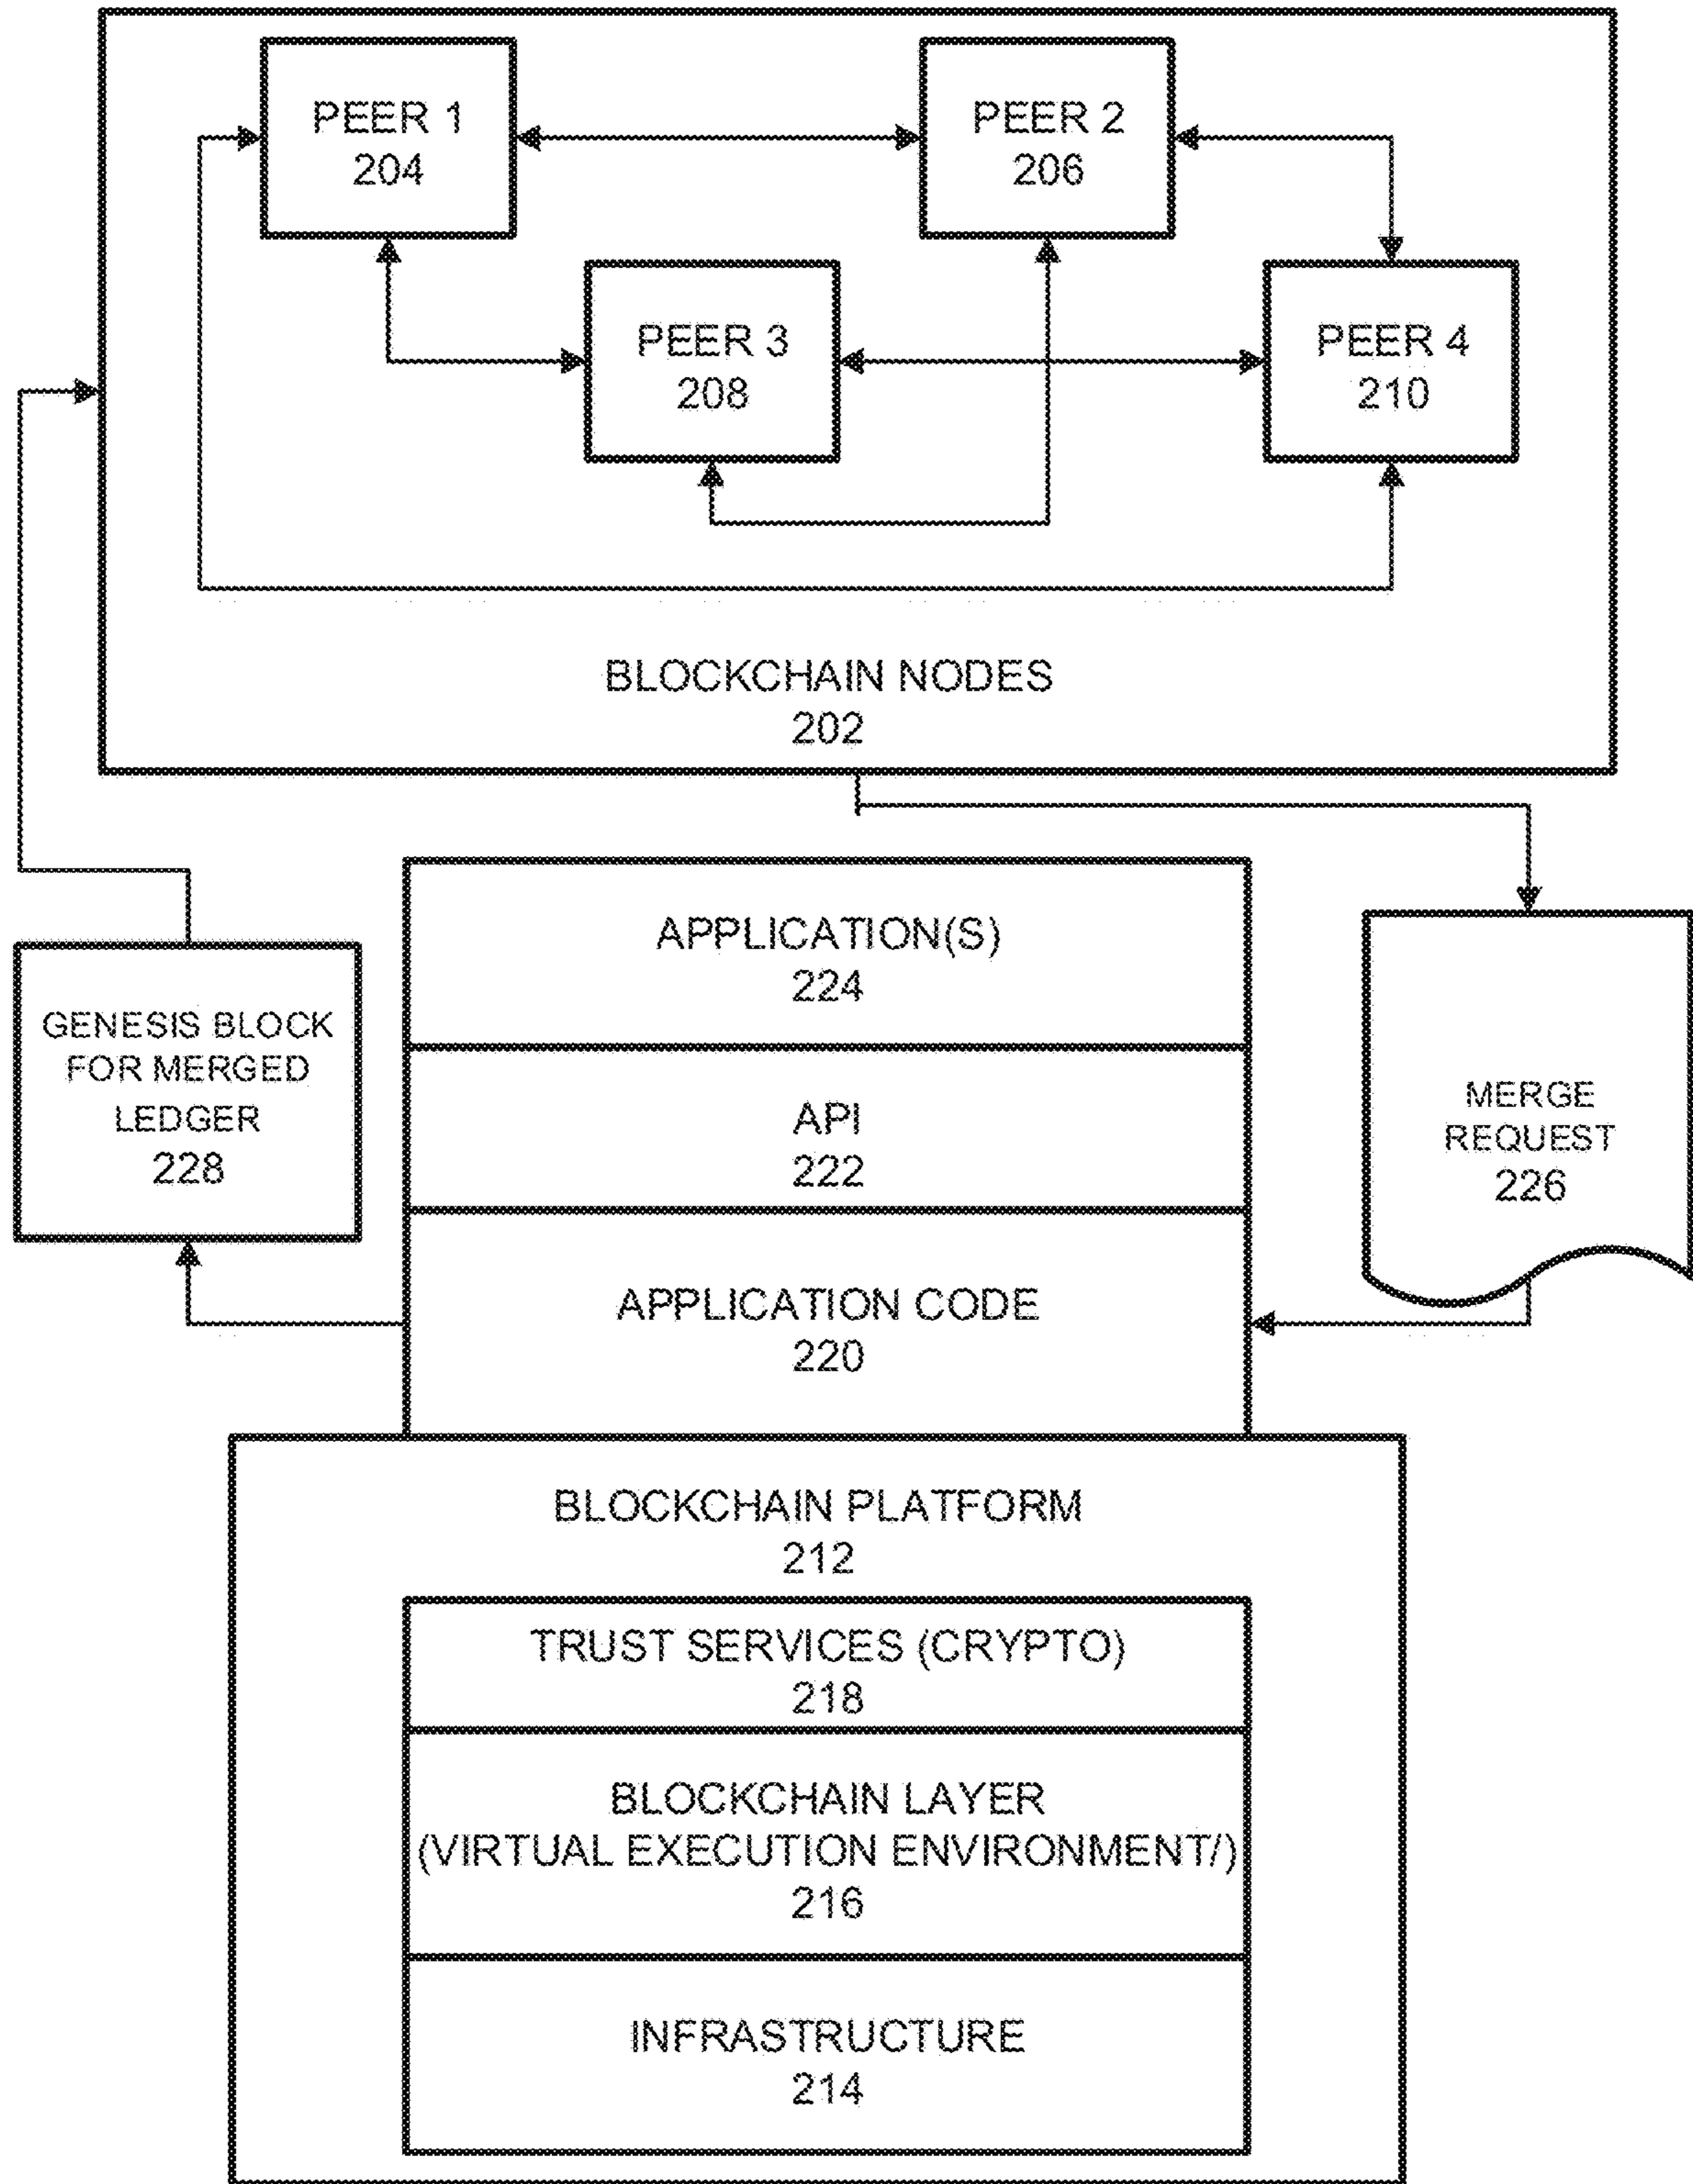 PEER 1
204
PEER 2
206
PEER 3
208
PEER 4
210
BLOCKCHAIN NODES
202
APPLICATION(S)
224
GENESIS BLOCK
FOR MERGED
LEDGER
228
API
222
MERGE
REQUEST
226
APPLICATION CODE
220
BLOCKCHAIN PLATFORM
212
TRUST SERVICES (CRYPTO)
218
BLOCKCHAIN LAYER
(VIRTUAL EXECUTION ENVIRONMENT/)
216
INFRASTRUCTURE
214